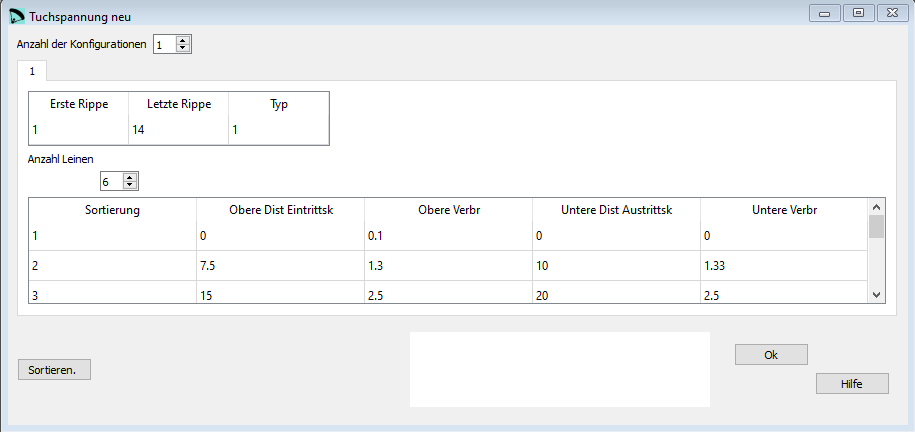 Tuchspannung neu
Anzahl der Konfigurationen 1
1
Erste Rippe Letzte Rippe Typ
1 14 1
Anzahl Leinen
6
Sortierung Obere Dist Eintrittsk Obere Verbr Untere Dist Austrittsk Untere Verbr
1 0 0.1 0 0
2 7.5 1.3 10 1.33
3 15 2.5 20 2.5
Ok
Sortieren.
Hilfe